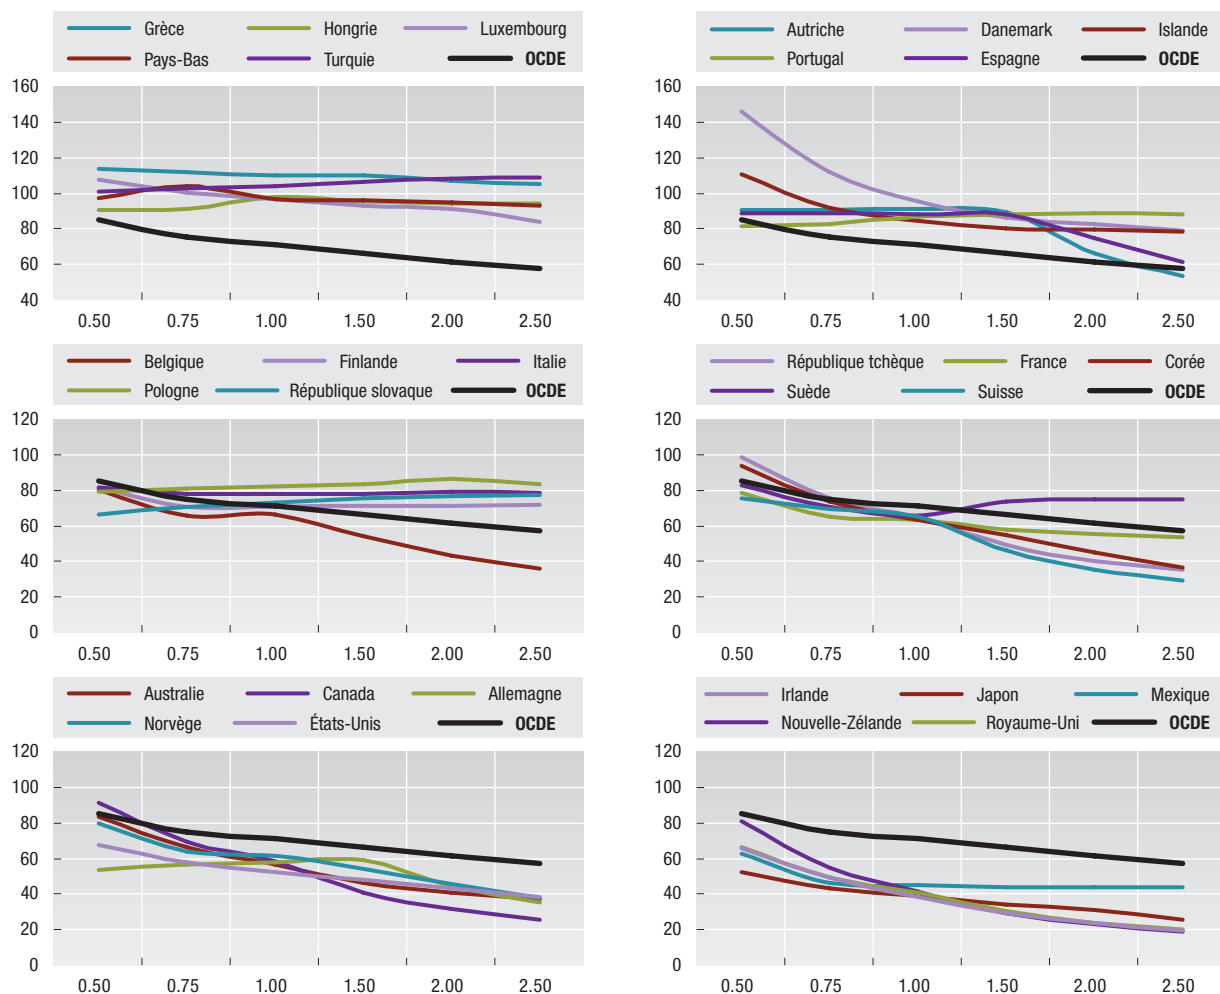 Grèce Hongrie Luxembourg
Pays-Bas Turquie OCDE
160
140
120
100
80
60
40
0.50 0.75 1.00 1.50 2.00 2.50
Autriche Danemark Islande
Portugal Espagne OCDE
160
140
120
100
80
60
40
0.50 0.75 1.00 1.50 2.00 2.50
Belgique Finlande Italie
Pologne République slovaque OCDE
120
100
80
60
40
20
0
0.50 0.75 1.00 1.50 2.00 2.50
République tchèque France Corée
Suède Suisse OCDE
120
100
80
60
40
20
0
0.50 0.75 1.00 1.50 2.00 2.50
Australie Canada Allemagne
Norvège États-Unis OCDE
120
100
80
60
40
20
0
0.50 0.75 1.00 1.50 2.00 2.50
Irlande Japon Mexique
Nouvelle-Zélande Royaume-Uni OCDE
120
100
80
60
40
20
0
0.50 0.75 1.00 1.50 2.00 2.50